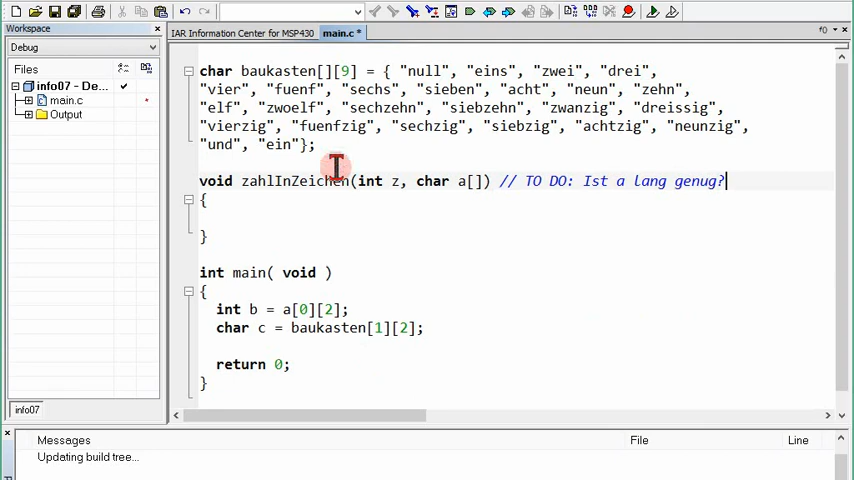 Workspace
IAR Information Center for MSP430 main.c *
f0
Debug
Files
info07 - De...
main.c
Output
char baukasten[][9] = { "null", "eins", "zwei", "drei",
"vier", "fuenf", "sechs", "sieben", "acht", "neun", "zehn",
"elf", "zwoelf", "sechzehn", "siebzehn", "zwanzig", "dreissig",
"vierzig", "fuenfzig", "sechzig", "siebzig", "achtzig", "neunzig",
"und", "ein"};
void zahlInZeichen(int z, char a[]) // TO DO: Ist a lang genug?
{
}
int main( void )
{
int b = a[0][2];
char c = baukasten[1][2];
return 0;
}
info07
Messages File Line
Updating build tree...